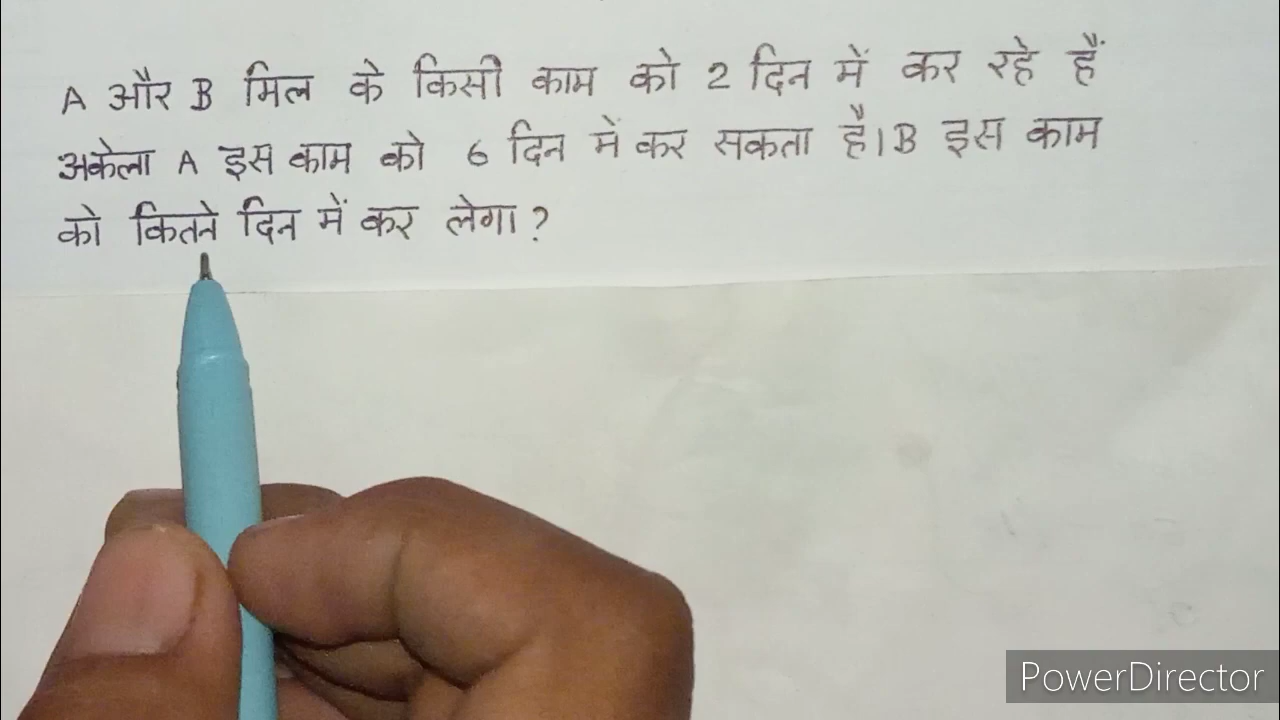 A और B मिल के किसी काम को 2 दिन में कर रहे हैं
अकेला A इस काम को 6 दिन में कर सकता है। B इस काम
को कितने दिन में कर लेगा ?
PowerDirector